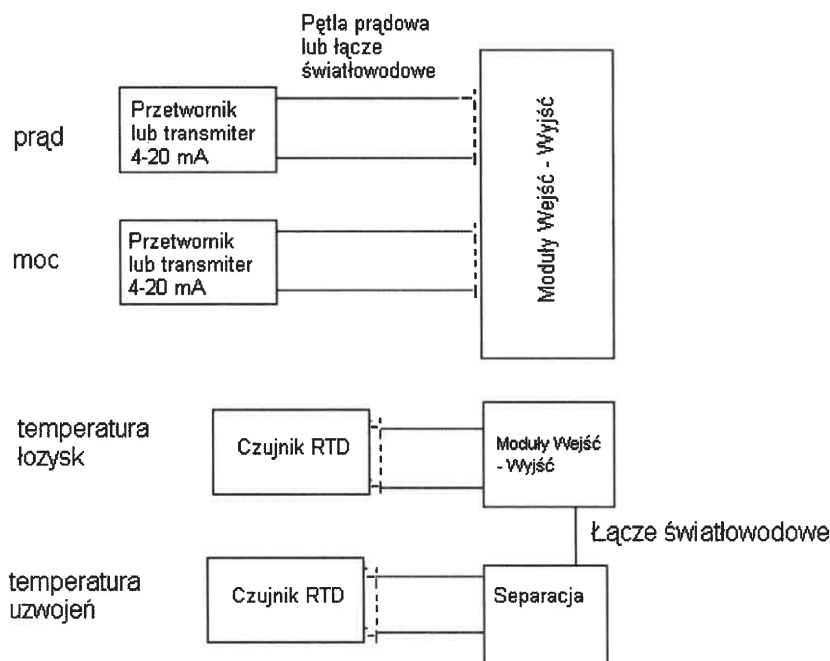 Pętla prądowa
lub łącze
światłowodowe
prąd
Przetwornik
lub transmiter
4-20 mA
Moduły Wejść - Wyjść
moc
Przetwornik
lub transmiter
4-20 mA
temperatura
łozysk
Czujnik RTD
Moduły Wejść
- Wyjść
Łącze światłowodowe
temperatura
uzwojeń
Czujnik RTD
Separacja